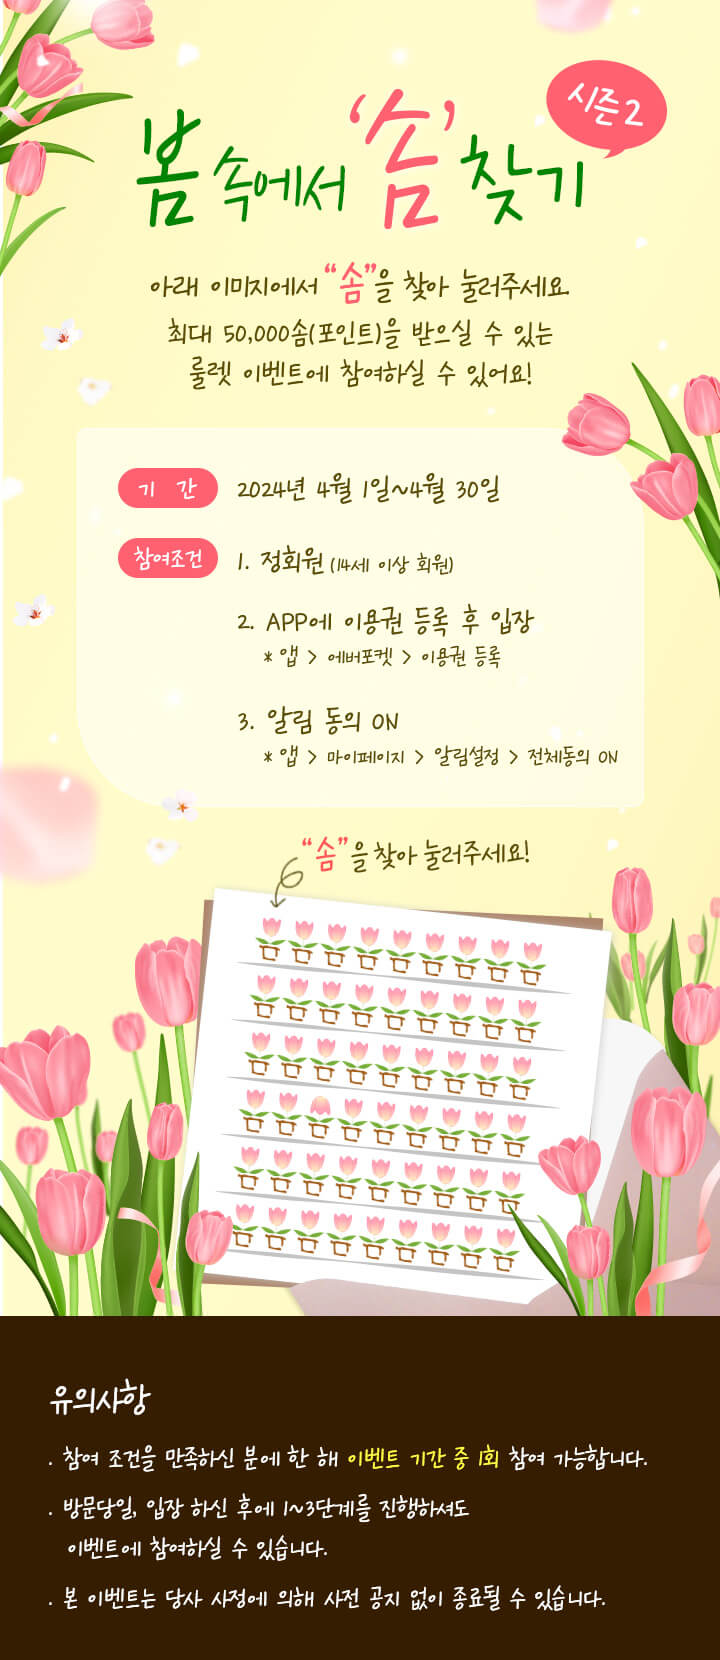 시즌2
봄 속에서 '솜' 찾기
아래 이미지에서 "솜"을 찾아 눌러주세요.
최대 50,000솜(포인트)을 받으실 수 있는
룰렛 이벤트에 참여하실 수 있어요!
기 간
2024년 4월 1일~4월 30일
참여조건
1. 정회원 (14세 이상 회원)
2. APP에 이용권 등록 후 입장
* 앱 > 에버포켓 > 이용권 등록
3. 알림 동의 ON
* 앱 > 마이페이지 > 알림설정 > 전체동의 ON
"솜"을 찾아 눌러주세요!
유의사항
. 참여 조건을 만족하신 분에 한 해 이벤트 기간 중 1회 참여 가능합니다.
. 방문당일, 입장 하신 후에 1~3단계를 진행하셔도
이벤트에 참여하실 수 있습니다.
. 본 이벤트는 당사 사정에 의해 사전 공지 없이 종료될 수 있습니다.